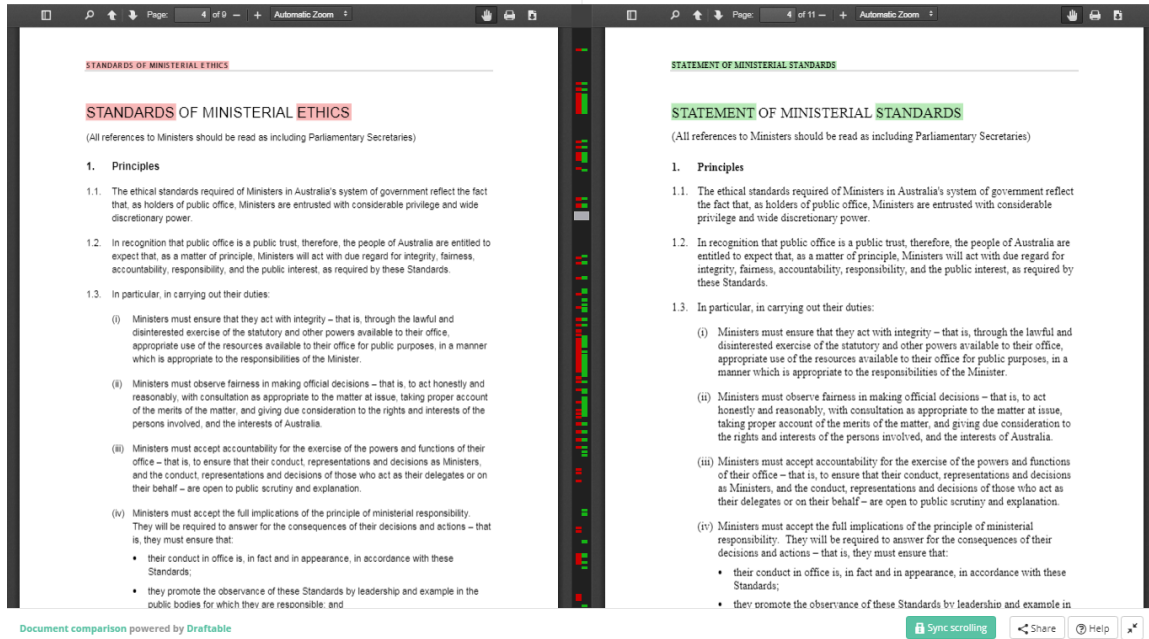 Page: 4 of 9 — + Automatic Zoom
STANDARDS OF MINISTERIAL ETHICS
STANDARDS OF MINISTERIAL ETHICS
(All references to Ministers should be read as including Parliamentary Secretaries)
1. Principles
1.1. The ethical standards required of Ministers in Australia's system of government reflect the fact
that, as holders of public office, Ministers are entrusted with considerable privilege and wide
discretionary power.
1.2. In recognition that public office is a public trust, therefore, the people of Australia are entitled to
expect that, as a matter of principle, Ministers will act with due regard for integrity, fairness,
accountability, responsibility, and the public interest, as required by these Standards.
1.3. In particular, in carrying out their duties:
(i) Ministers must ensure that they act with integrity – that is, through the lawful and
disinterested exercise of the statutory and other powers available to their office,
appropriate use of the resources available to their office for public purposes, in a manner
which is appropriate to the responsibilities of the Minister.
(ii) Ministers must observe fairness in making official decisions – that is, to act honestly and
reasonably, with consultation as appropriate to the matter at issue, taking proper account
of the merits of the matter, and giving due consideration to the rights and interests of the
persons involved, and the interests of Australia.
(iii) Ministers must accept accountability for the exercise of the powers and functions of their
office – that is, to ensure that their conduct, representations and decisions as Ministers,
and the conduct, representations and decisions of those who act as their delegates or on
their behalf – are open to public scrutiny and explanation.
(iv) Ministers must accept the full implications of the principle of ministerial responsibility.
They will be required to answer for the consequences of their decisions and actions – that
is, they must ensure that:
• their conduct in office is, in fact and in appearance, in accordance with these
Standards;
• they promote the observance of these Standards by leadership and example in the
public bodies for which they are responsible; and
Page: 4 of 11 — + Automatic Zoom
STATEMENT OF MINISTERIAL STANDARDS
STATEMENT OF MINISTERIAL STANDARDS
(All references to Ministers should be read as including Parliamentary Secretaries)
1. Principles
1.1. The ethical standards required of Ministers in Australia's system of government reflect
the fact that, as holders of public office, Ministers are entrusted with considerable
privilege and wide discretionary power.
1.2. In recognition that public office is a public trust, therefore, the people of Australia are
entitled to expect that, as a matter of principle, Ministers will act with due regard for
integrity, fairness, accountability, responsibility, and the public interest, as required by
these Standards.
1.3. In particular, in carrying out their duties:
(i) Ministers must ensure that they act with integrity – that is, through the lawful and
disinterested exercise of the statutory and other powers available to their office,
appropriate use of the resources available to their office for public purposes, in a
manner which is appropriate to the responsibilities of the Minister.
(ii) Ministers must observe fairness in making official decisions – that is, to act
honestly and reasonably, with consultation as appropriate to the matter at issue,
taking proper account of the merits of the matter, and giving due consideration to
the rights and interests of the persons involved, and the interests of Australia.
(iii) Ministers must accept accountability for the exercise of the powers and functions
of their office – that is, to ensure that their conduct, representations and decisions
as Ministers, and the conduct, representations and decisions of those who act as
their delegates or on their behalf – are open to public scrutiny and explanation.
(iv) Ministers must accept the full implications of the principle of ministerial
responsibility. They will be required to answer for the consequences of their
decisions and actions – that is, they must ensure that:
• their conduct in office is, in fact and in appearance, in accordance with these
Standards;
• they promote the observance of these Standards by leadership and example in
Document comparison powered by Draftable
Sync scrolling
Share
Help